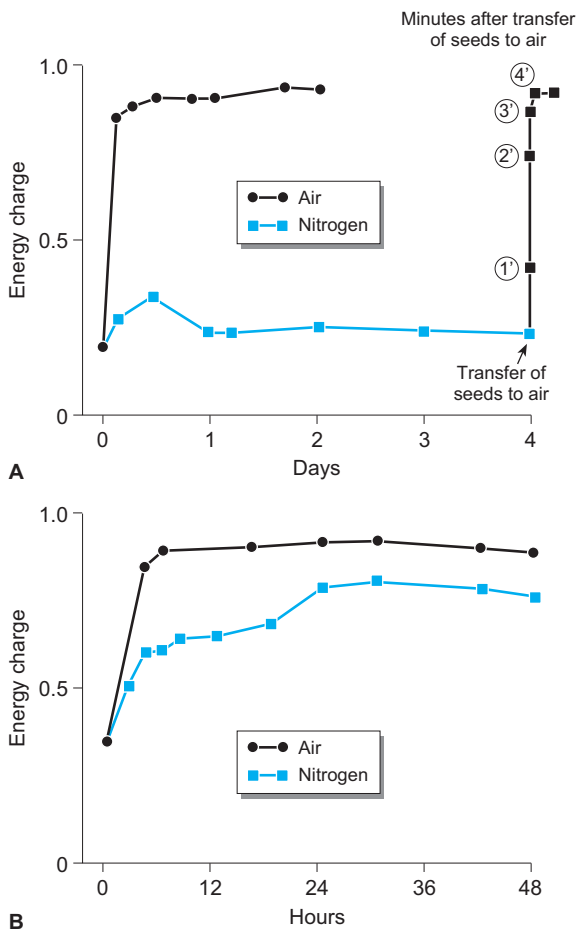 Minutes after transfer
of seeds to air
1.0
4'
3'
2'
Air
Nitrogen
Energy charge
0.5
1'
Transfer of
seeds to air
0
0
1
2
3
4
Days
A
1.0
Energy charge
0.5
Air
Nitrogen
0
0
12
24
36
48
Hours
B